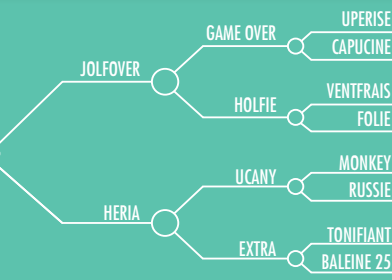 UPERISE
GAME OVER
CAPUCINE
JOLFOVER
VENTFRAIS
HOLFIE
FOLIE
MONKEY
UCANY
RUSSIE
HERIA
TONIFIANT
EXTRA
BALEINE 25